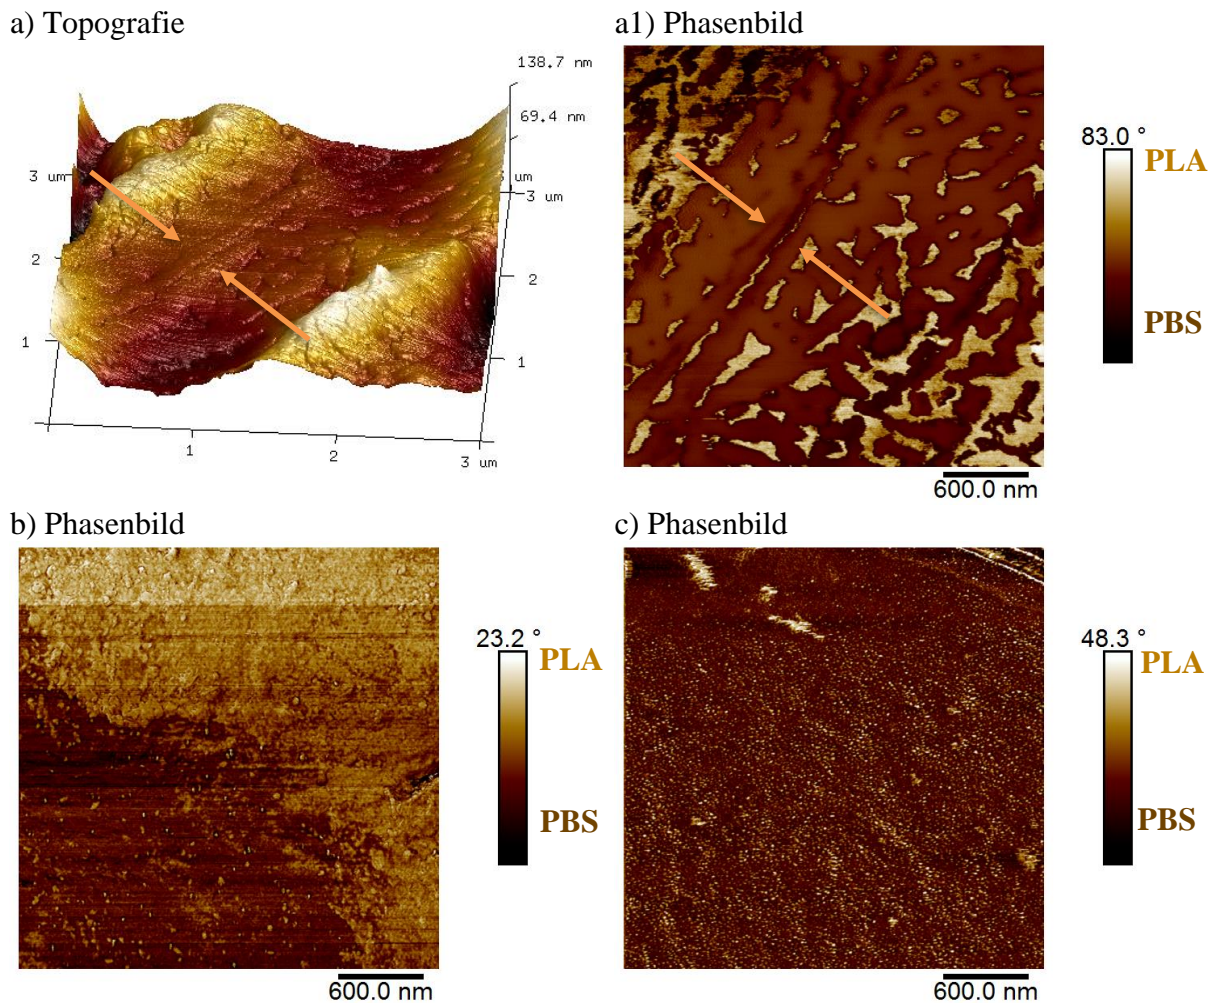 a) Topografie
a1) Phasenbild
138.7 nm
69.4 nm
3 um
3 um
2
2
1
1
1
2
3 um
83.0 °
PLA
PBS
600.0 nm
b) Phasenbild
c) Phasenbild
23.2 °
PLA
PBS
600.0 nm
48.3 °
PLA
PBS
600.0 nm